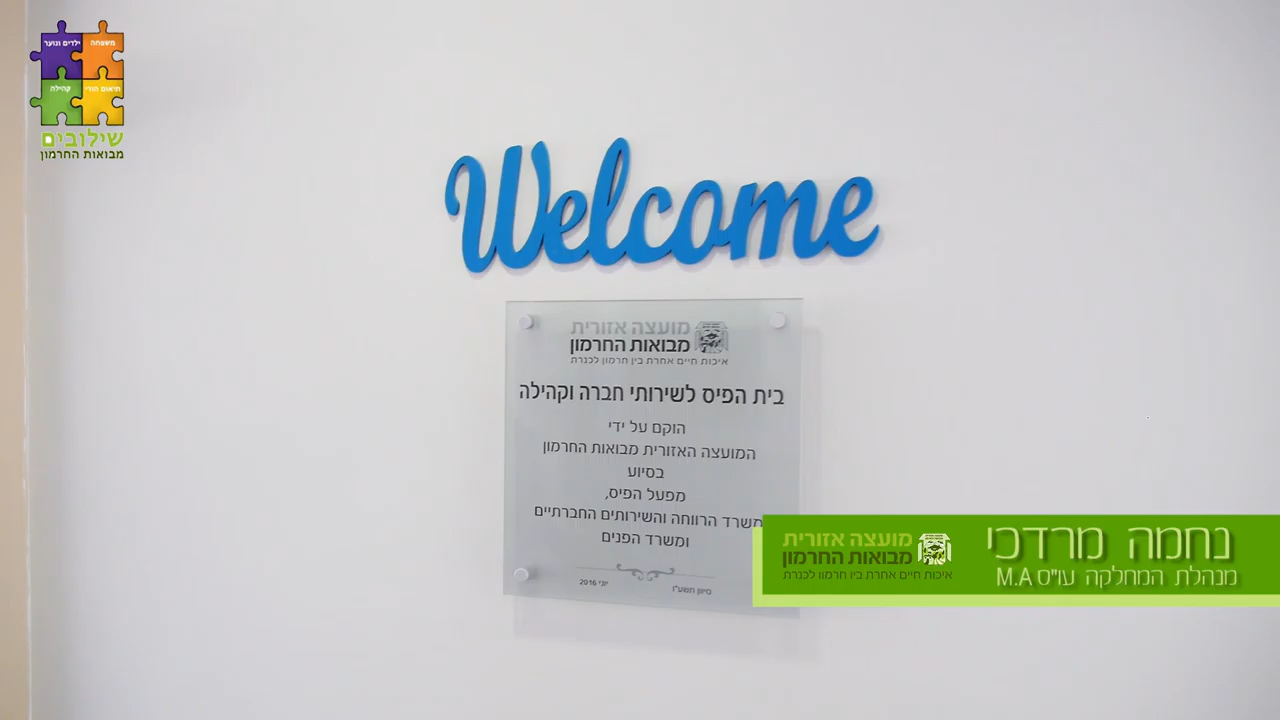 משפחה
ילדים ונוער
תיאום הורי
קהילה
שילובים
מבואות החרמון
Welcome
מועצה אזורית
מבואות החרמון
איכות חיים אחרת בין חרמון לכנרת
בית הפיס לשירותי חברה וקהילה
הוקם על ידי
המועצה האזורית מבואות החרמון
בסיוע
מפעל הפיס,
משרד הרווחה והשירותים החברתיים
ומשרד הפנים
סיוון תשע"ו
יוני 2016
נחמה מרדכי
מנהלת המחלקה עו"ס M.A
מועצה אזורית
מבואות החרמון
איכות חיים אחרת בין חרמון לכנרת